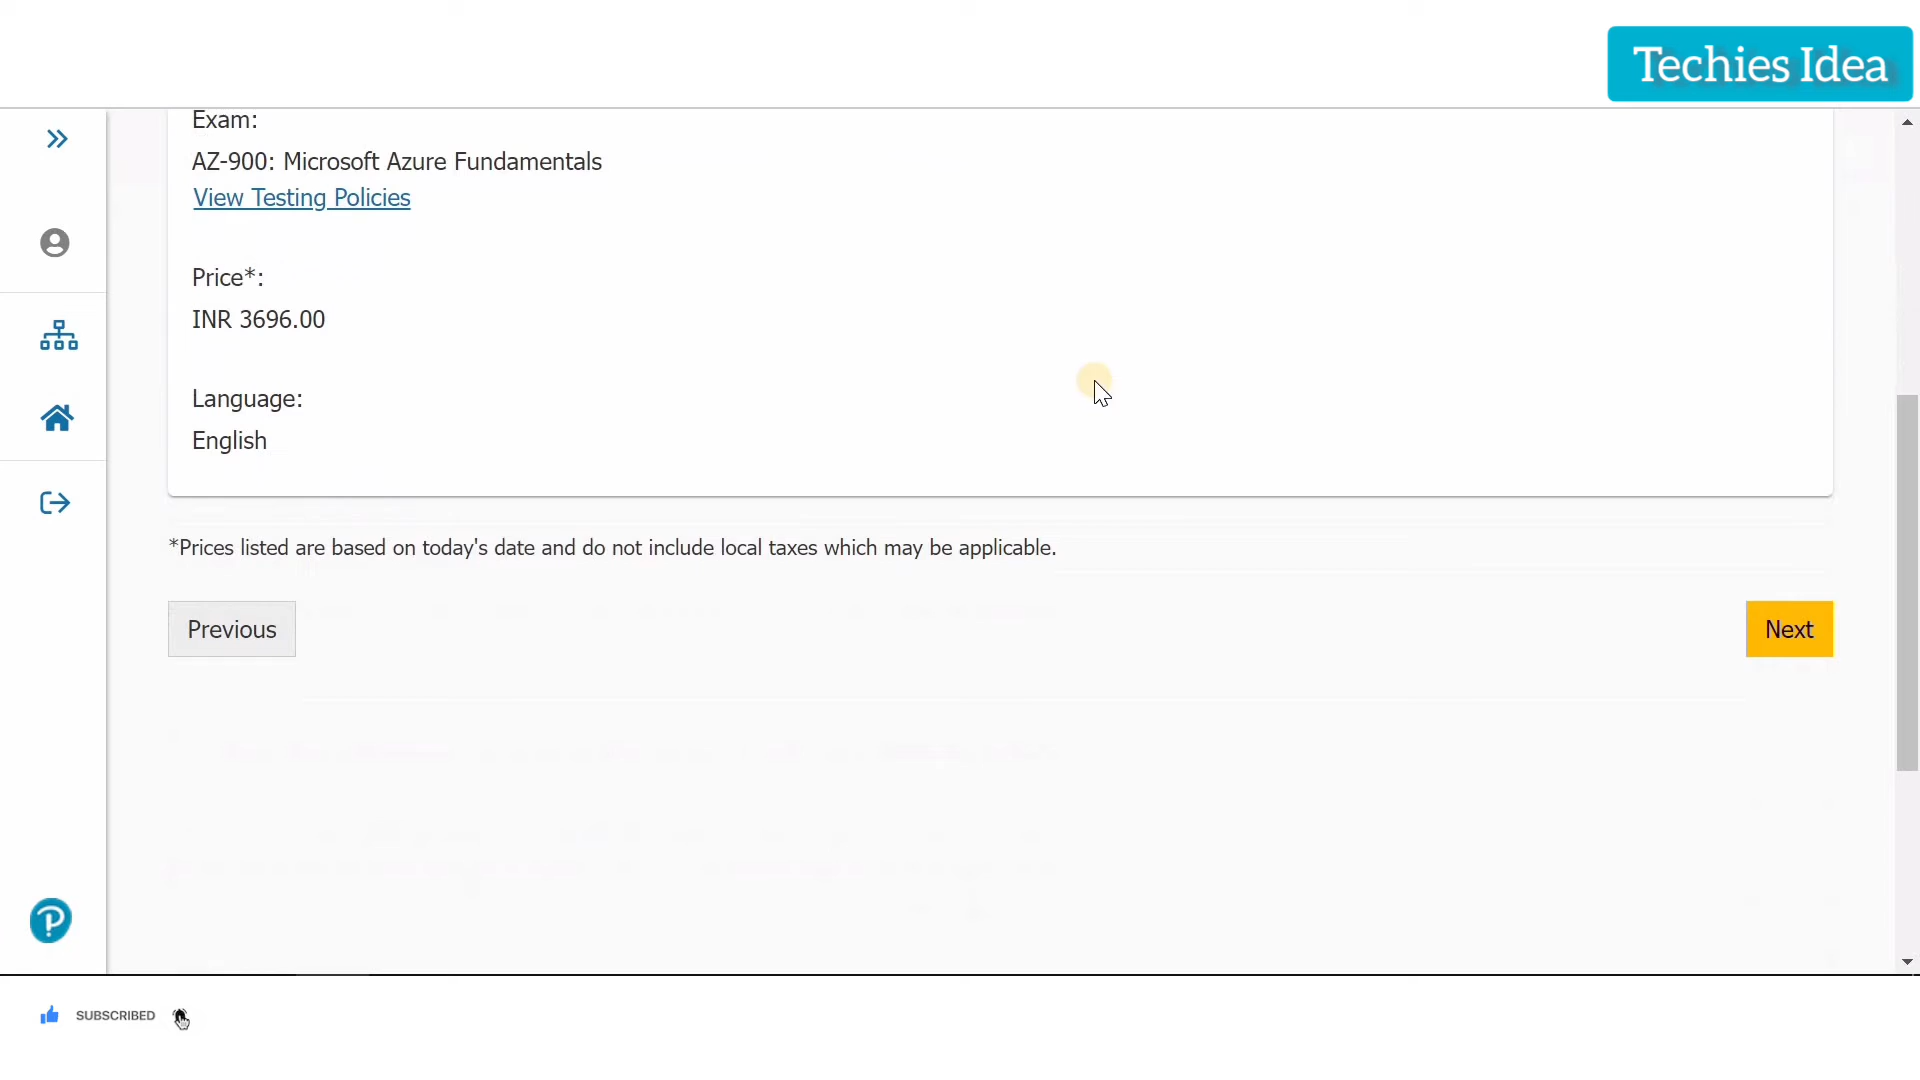 Techies Idea
Exam:
AZ-900: Microsoft Azure Fundamentals
View Testing Policies
Price*:
INR 3696.00
Language:
English
*Prices listed are based on today's date and do not include local taxes which may be applicable.
Previous
Next
SUBSCRIBED